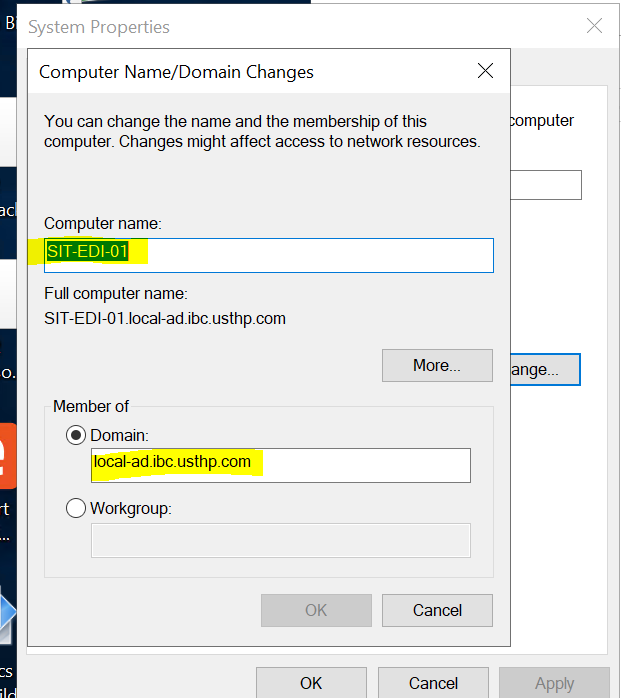 Bi
System Properties
Computer Name/Domain Changes
You can change the name and the membership of this
computer. Changes might affect access to network resources.
computer
Computer name:
SIT-EDI-01
Full computer name:
SIT-EDI-01.local-ad.ibc.usthp.com
More...
ange...
Member of
Domain:
local-ad.ibc.usthp.com
Workgroup:
OK
Cancel
OK
Cancel
Apply